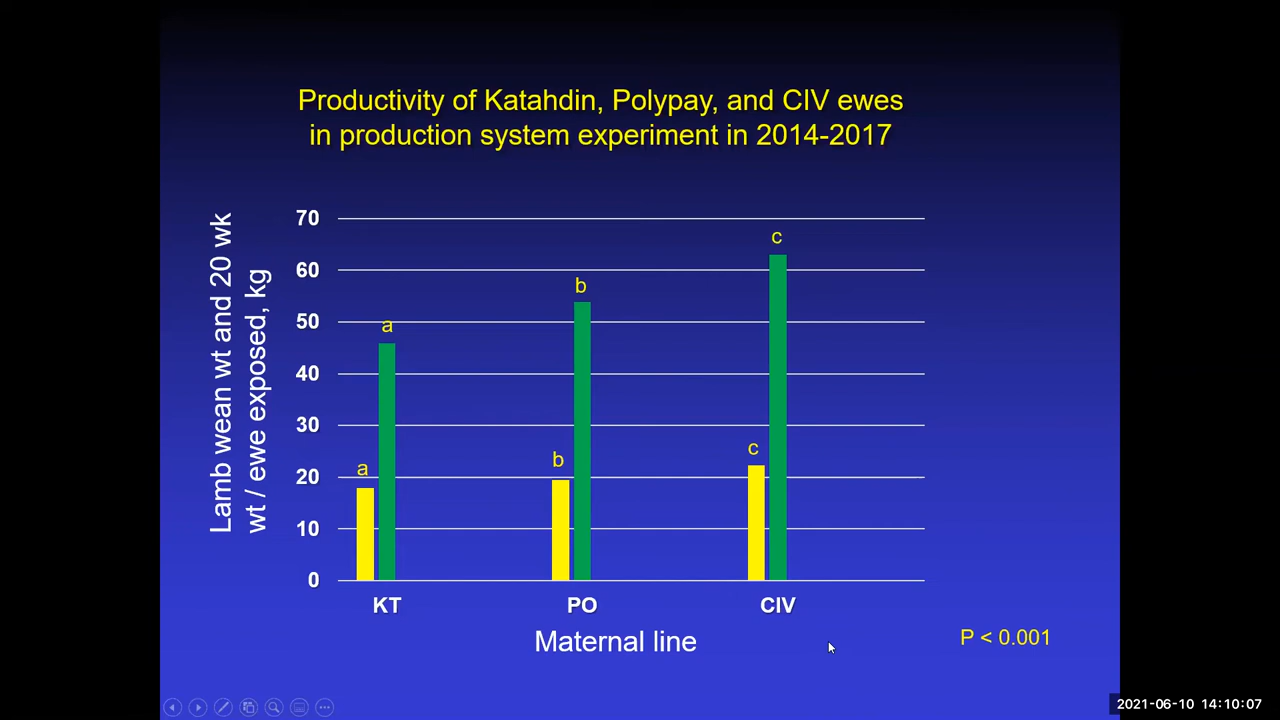 Productivity of Katahdin, Polypay, and CIV ewes
in production system experiment in 2014-2017
Lamb wean wt and 20 wk
wt / ewe exposed, kg
70
60
50
40
30
20
10
0
a
a
b
b
c
c
KT
PO
CIV
Maternal line
P < 0.001
2021-06-10 14:10:07